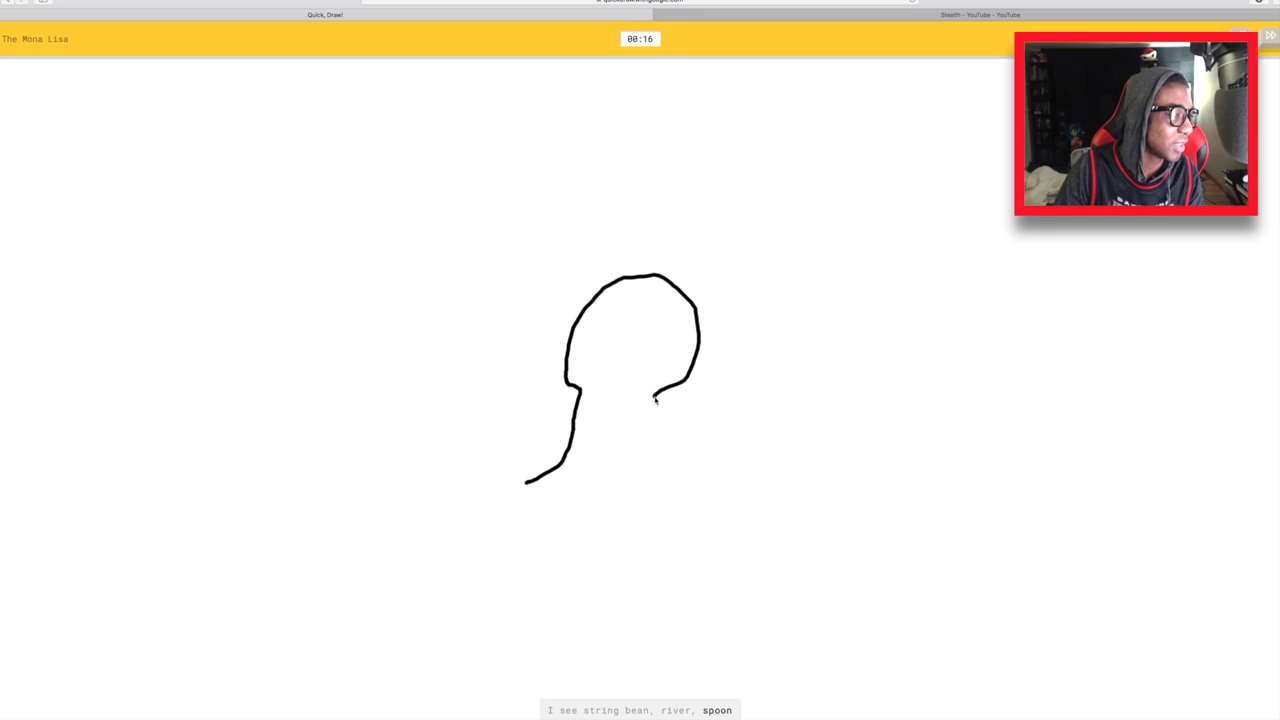 Quick, Draw!
Stealth - YouTube - YouTube
The Mona Lisa
00:16
I see string bean, river, spoon